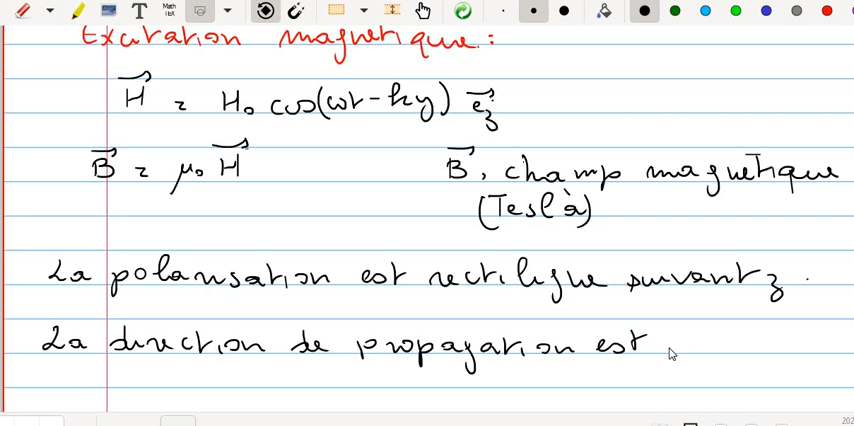 Excitation magnétique:
H = H₀ cos(ωt - ky) e_z
B = μ₀ H B, champ magnétique
(Tesla)
La polarisation est rectiligne suivant z.
La direction de propagation est